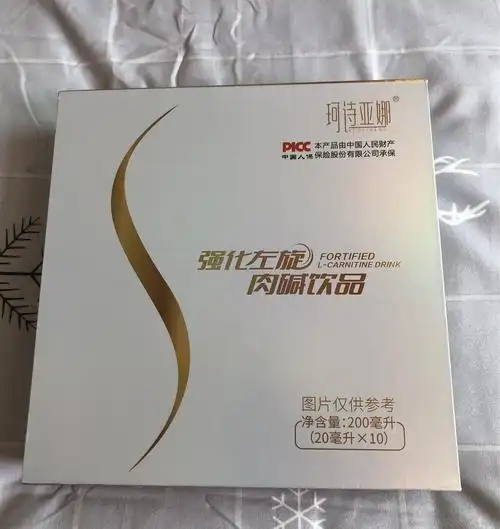 珂诗亚娜®
PICC 本产品由中国人民财产
中国人保 保险股份有限公司承保
强化左旋 FORTIFIED
L-CARNITINE DRINK
肉碱饮品
图片仅供参考
净含量:200毫升
(20毫升×10)